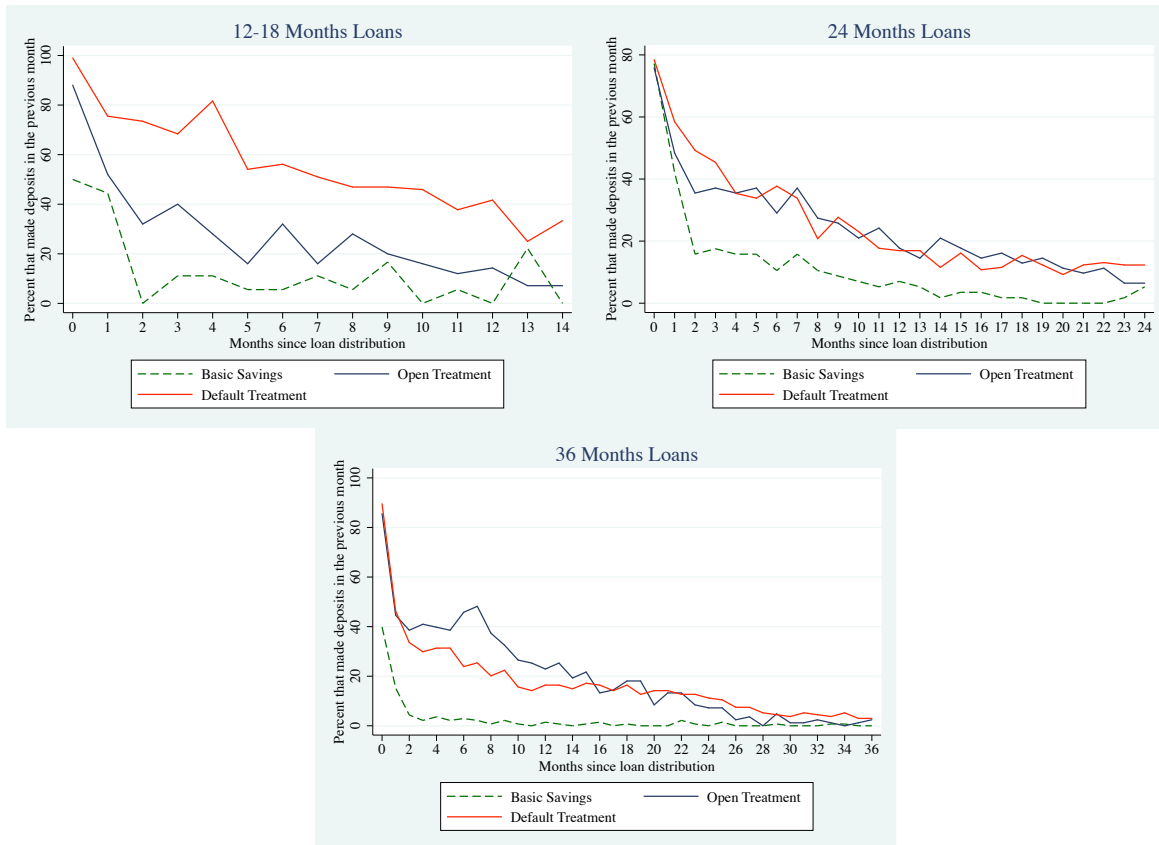 12-18 Months Loans
Percent that made deposits in the previous month
100
80
60
40
20
0
0 1 2 3 4 5 6 7 8 9 10 11 12 13 14
Months since loan distribution
Basic Savings Open Treatment
Default Treatment
24 Months Loans
Percent that made deposits in the previous month
80
60
40
20
0
0 1 2 3 4 5 6 7 8 9 10 11 12 13 14 15 16 17 18 19 20 21 22 23 24
Months since loan distribution
Basic Savings Open Treatment
Default Treatment
36 Months Loans
Percent that made deposits in the previous month
100
80
60
40
20
0
0 2 4 6 8 10 12 14 16 18 20 22 24 26 28 30 32 34 36
Months since loan distribution
Basic Savings Open Treatment
Default Treatment